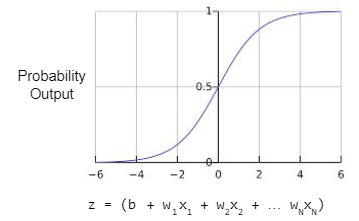 1
Probability
Output
0.5
0
−6 −4 −2 0 2 4 6
z = (b + w₁x₁ + w₂x₂ + ... wₙxₙ)